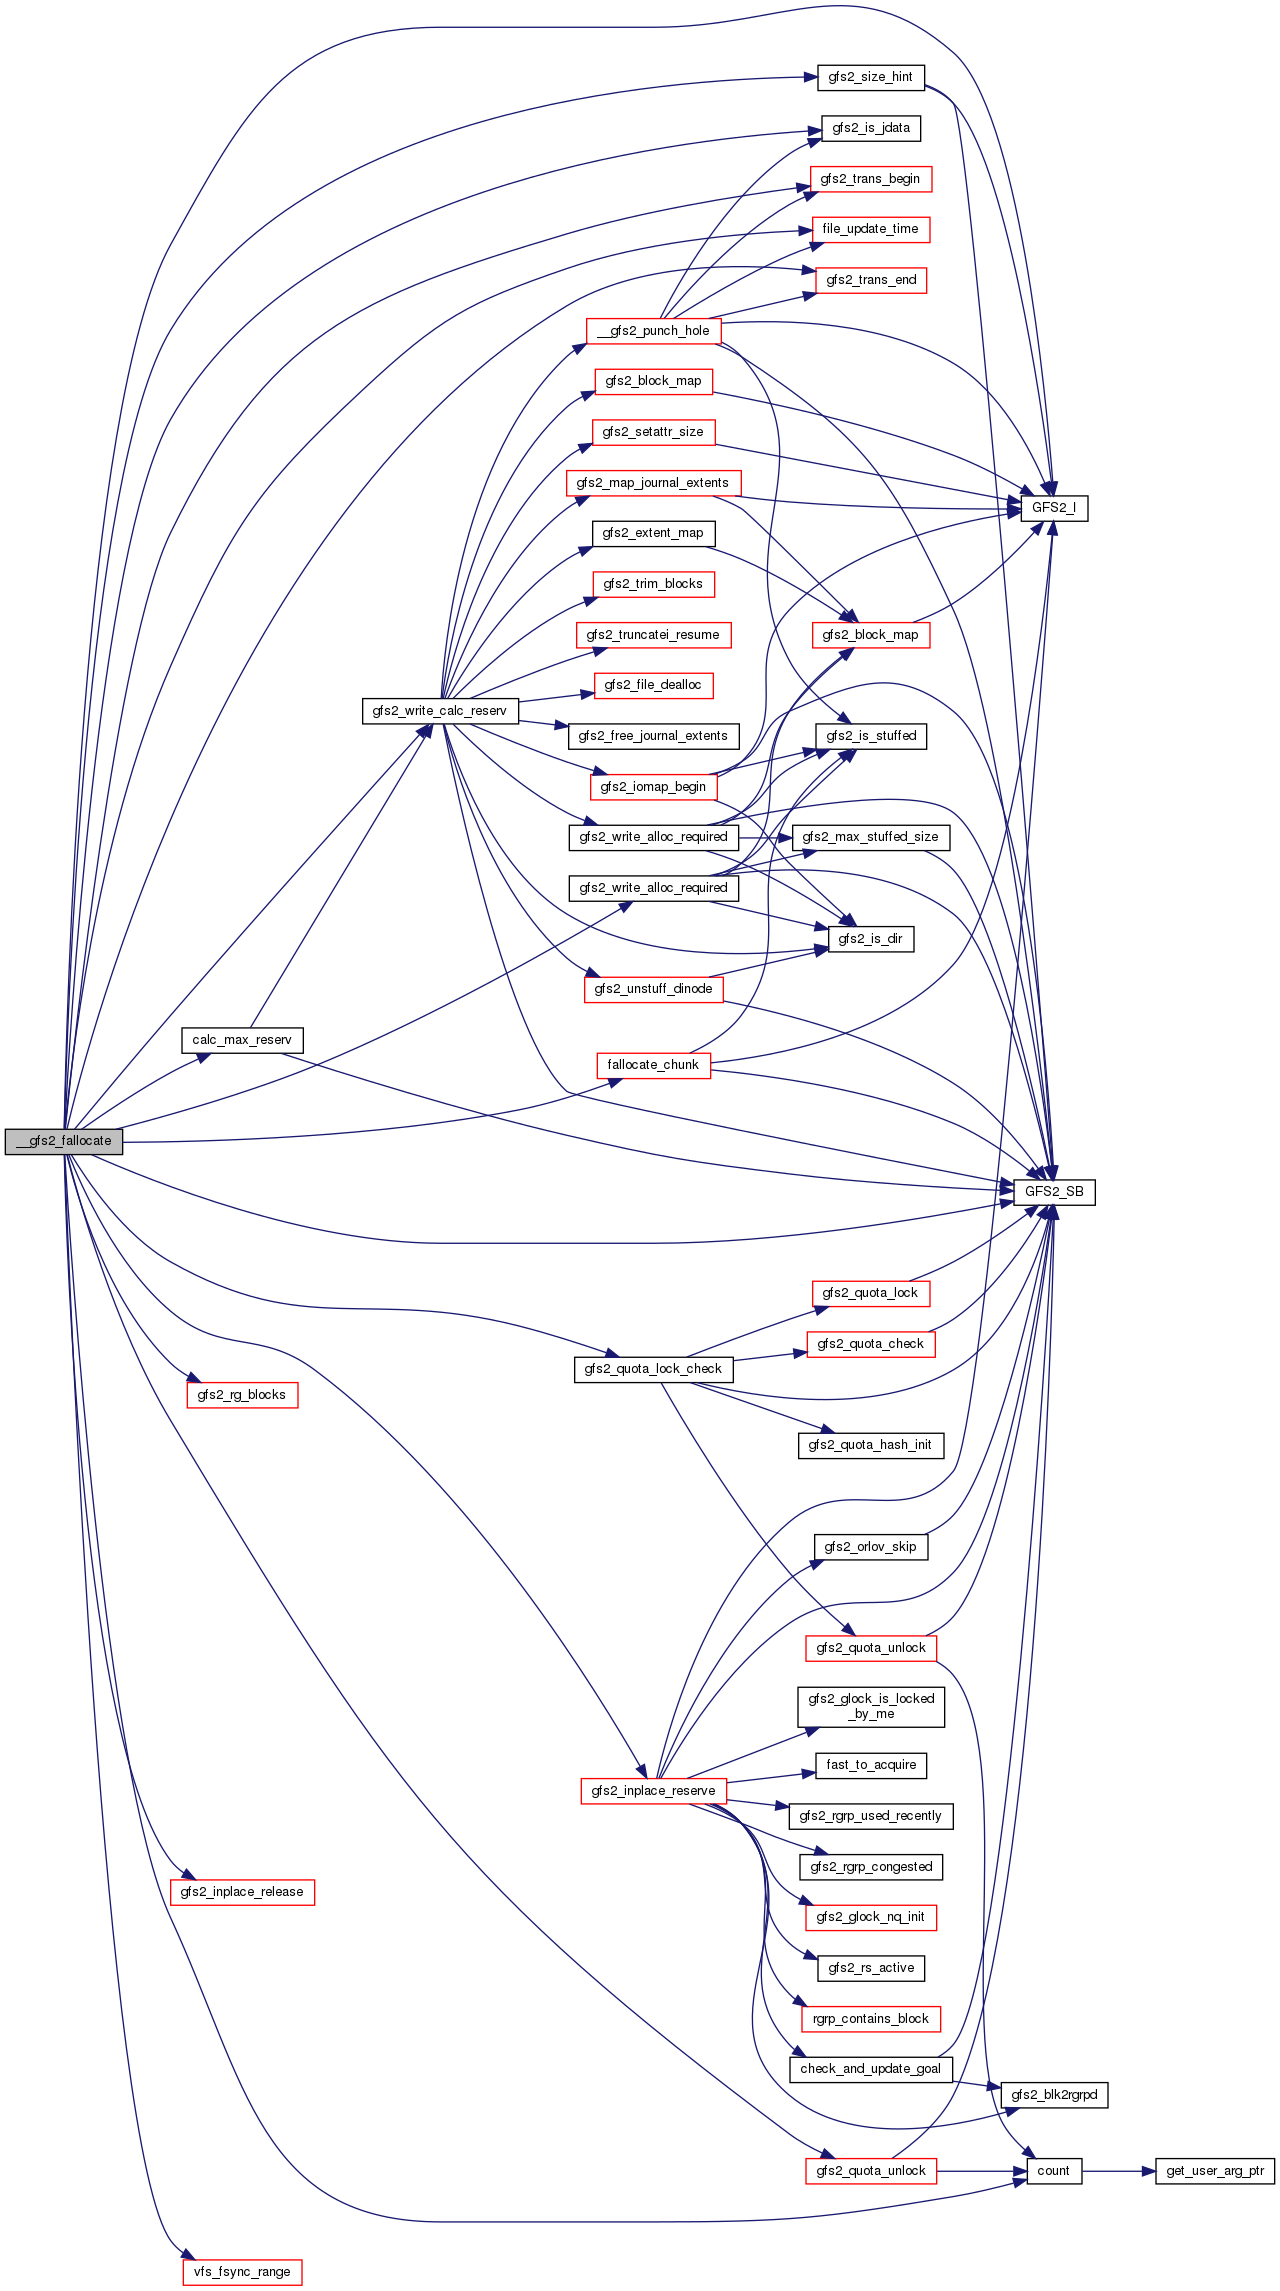 gfs2_size_hint
gfs2_is_jdata
gfs2_trans_begin
file_update_time
gfs2_trans_end
__gfs2_punch_hole
gfs2_block_map
gfs2_setattr_size
gfs2_map_journal_extents
GFS2_I
gfs2_extent_map
gfs2_trim_blocks
gfs2_truncatei_resume
gfs2_block_map
gfs2_file_dealloc
gfs2_write_calc_reserv
gfs2_free_journal_extents
gfs2_is_stuffed
gfs2_iomap_begin
gfs2_write_alloc_required
gfs2_max_stuffed_size
gfs2_write_alloc_required
gfs2_is_dir
gfs2_unstuff_dinode
calc_max_reserv
fallocate_chunk
__gfs2_fallocate
GFS2_SB
gfs2_quota_lock
gfs2_quota_check
gfs2_quota_lock_check
gfs2_rg_blocks
gfs2_quota_hash_init
gfs2_orlov_skip
gfs2_quota_unlock
gfs2_glock_is_locked
_by_me
fast_to_acquire
gfs2_inplace_reserve
gfs2_rgrp_used_recently
gfs2_rgrp_congested
gfs2_inplace_release
gfs2_glock_nq_init
gfs2_rs_active
rgrp_contains_block
check_and_update_goal
gfs2_blk2rgrpd
gfs2_quota_unlock
count
get_user_arg_ptr
vfs_fsync_range